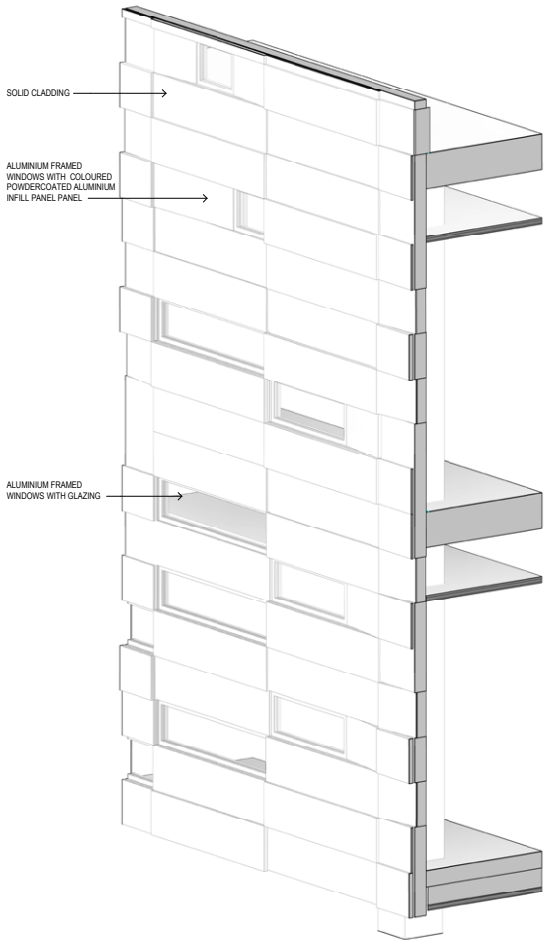 SOLID CLADDING
ALUMINIUM FRAMED
WINDOWS WITH COLOURED
POWDERCOATED ALUMINIUM
INFILL PANEL PANEL
ALUMINIUM FRAMED
WINDOWS WITH GLAZING